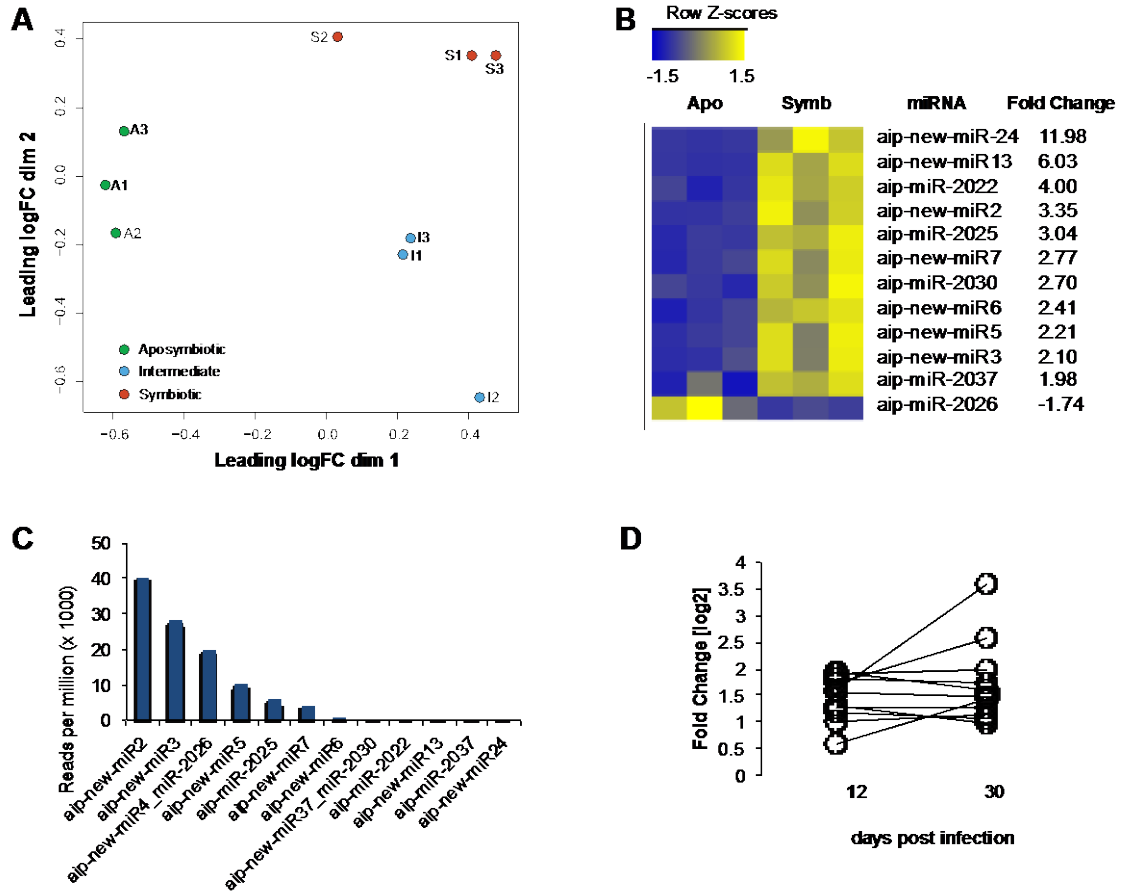 A
Leading logFC dim 2
0.4
0.2
0.0
−0.2
−0.4
−0.6
S2
S1
S3
A3
A1
A2
I3
I1
I2
Aposymbiotic
Intermediate
Symbiotic
−0.6
−0.4
−0.2
0.0
0.2
0.4
Leading logFC dim 1
B
Row Z-scores
-1.5 1.5
Apo Symb miRNA Fold Change
aip-new-miR-24 11.98
aip-new-miR13 6.03
aip-miR-2022 4.00
aip-new-miR2 3.35
aip-miR-2025 3.04
aip-new-miR7 2.77
aip-miR-2030 2.70
aip-new-miR6 2.41
aip-new-miR5 2.21
aip-new-miR3 2.10
aip-miR-2037 1.98
aip-miR-2026 -1.74
C
Reads per million (x 1000)
50
40
30
20
10
0
aip-new-miR2
aip-new-miR3
aip-new-miR4_miR-2026
aip-new-miR5
aip-miR-2025
aip-new-miR7
aip-new-miR6
aip-new-miR37_miR-2030
aip-miR-2022
aip-new-miR13
aip-miR-2037
aip-new-miR24
D
Fold Change [log2]
4
3.5
3
2.5
2
1.5
1
0.5
0
12 30
days post infection